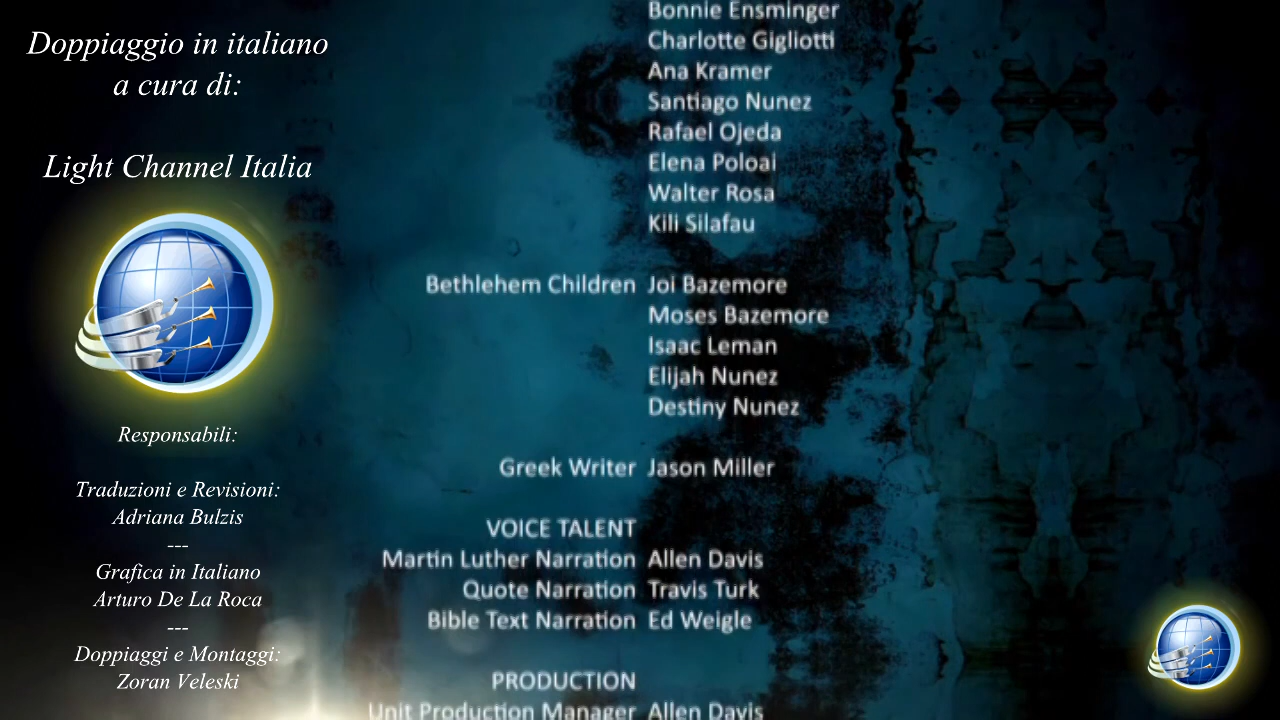 Doppiaggio in italiano
a cura di:
Light Channel Italia
Responsabili:
Traduzioni e Revisioni:
Adriana Bulzis
---
Grafica in Italiano
Arturo De La Roca
---
Doppiaggi e Montaggi:
Zoran Veleski
Bonnie Ensminger
Charlotte Gigliotti
Ana Kramer
Santiago Nunez
Rafael Ojeda
Elena Poloai
Walter Rosa
Kili Silafau
Bethlehem Children Joi Bazemore
Moses Bazemore
Isaac Leman
Elijah Nunez
Destiny Nunez
Greek Writer Jason Miller
VOICE TALENT
Martin Luther Narration Allen Davis
Quote Narration Travis Turk
Bible Text Narration Ed Weigle
PRODUCTION
Unit Production Manager Allen Davis